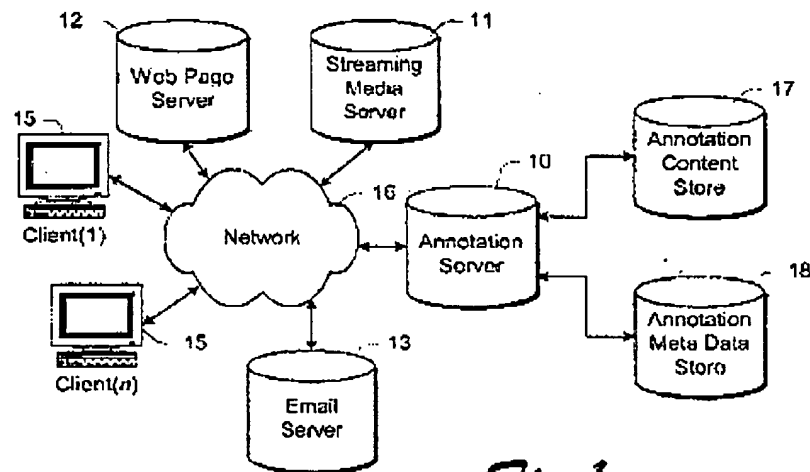 12
Web Page
Server
11
Streaming
Media
Server
15
Client(1)
16
Network
10
Annotation
Server
17
Annotation
Content
Store
18
Annotation
Meta Data
Store
15
Client(n)
13
Email
Server